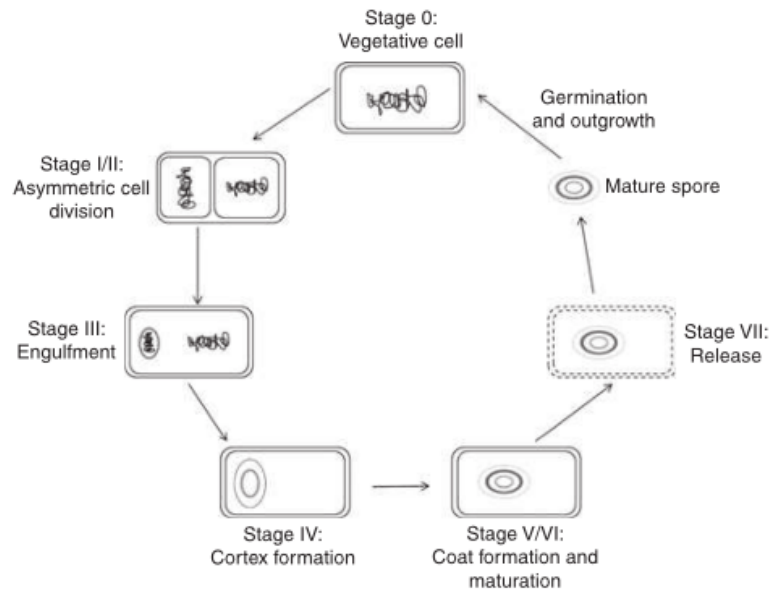 Stage 0:
Vegetative cell
Germination
and outgrowth
Stage I/II:
Asymmetric cell
division
Mature spore
Stage III:
Engulfment
Stage VII:
Release
Stage IV:
Cortex formation
Stage V/VI:
Coat formation and
maturation